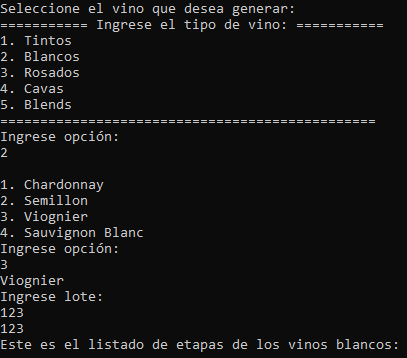 Seleccione el vino que desea generar:
=========== Ingrese el tipo de vino: ===========
1. Tintos
2. Blancos
3. Rosados
4. Cavas
5. Blends
===============================================
Ingrese opción:
2

1. Chardonnay
2. Semillon
3. Viognier
4. Sauvignon Blanc
Ingrese opción:
3
Viognier
Ingrese lote:
123
123
Este es el listado de etapas de los vinos blancos: